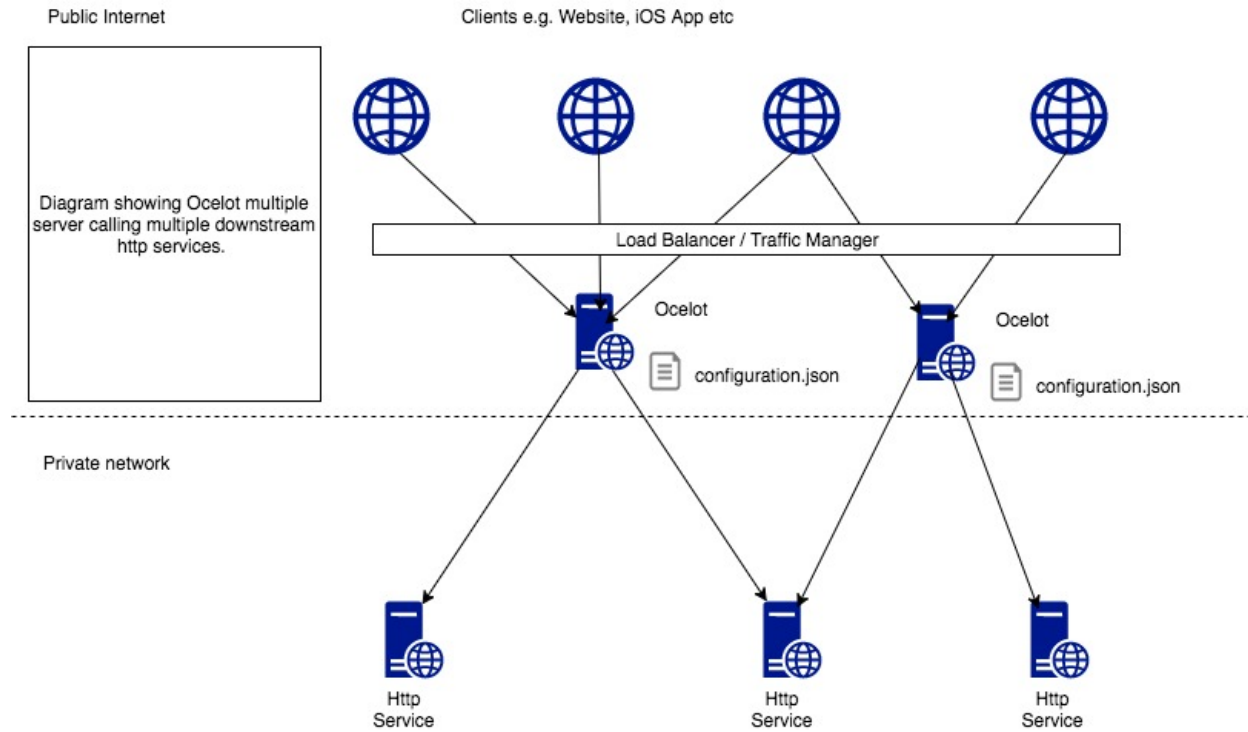 Public Internet
Clients e.g. Website, iOS App etc
Diagram showing Ocelot multiple
server calling multiple downstream
http services.
Load Balancer / Traffic Manager
Ocelot
configuration.json
Ocelot
configuration.json
Private network
Http
Service
Http
Service
Http
Service